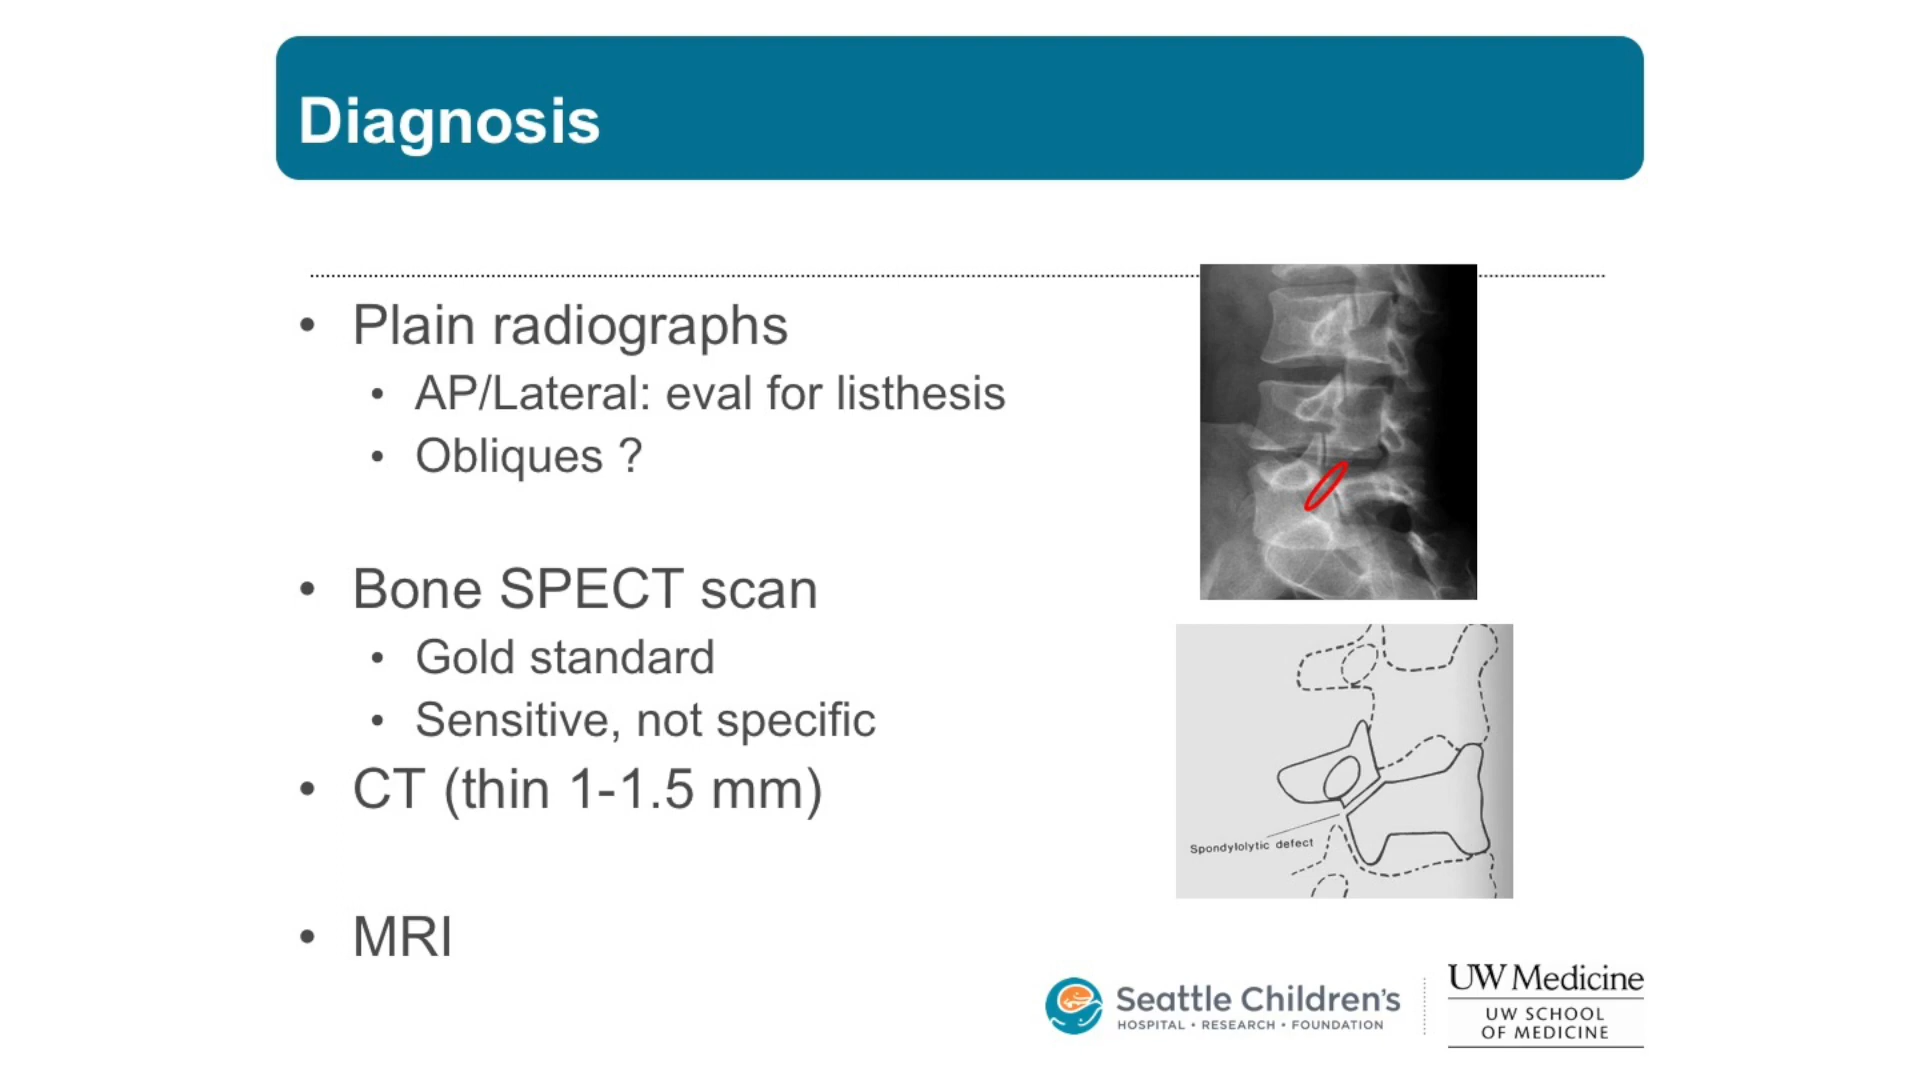 Diagnosis
• Plain radiographs
• AP/Lateral: eval for listhesis
• Obliques ?
• Bone SPECT scan
• Gold standard
• Sensitive, not specific
• CT (thin 1-1.5 mm)
• MRI
Spondylolytic defect
Seattle Children's
HOSPITAL • RESEARCH • FOUNDATION
UW Medicine
UW SCHOOL
OF MEDICINE